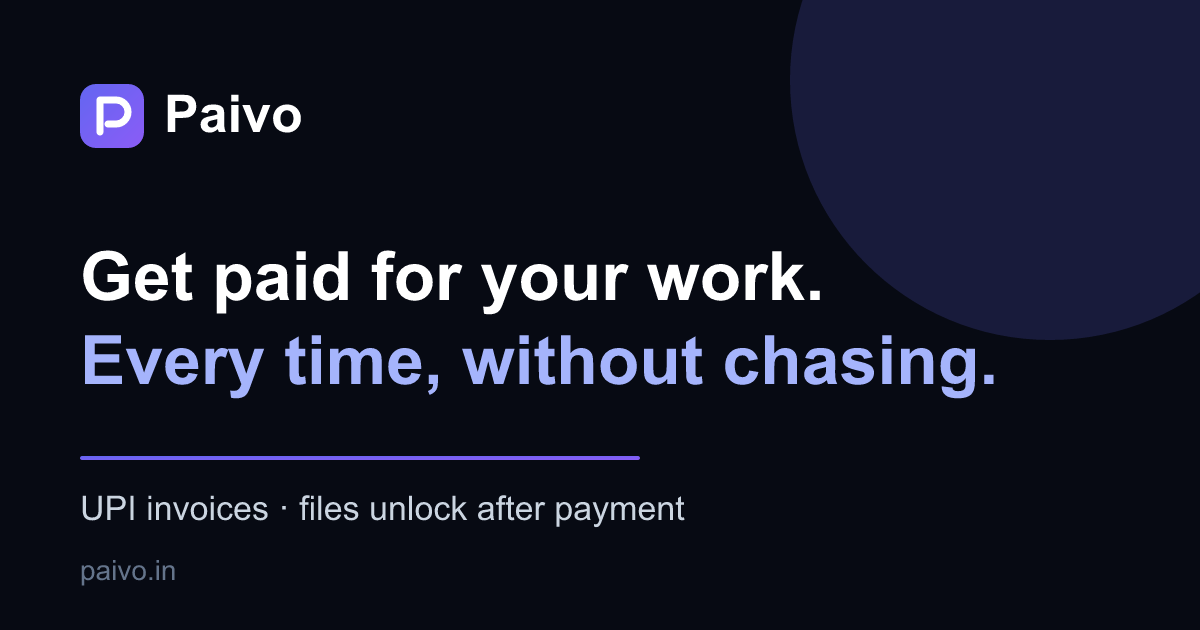 Paivo
Get paid for your work.
Every time, without chasing.
UPI invoices · files unlock after payment
paivo.in